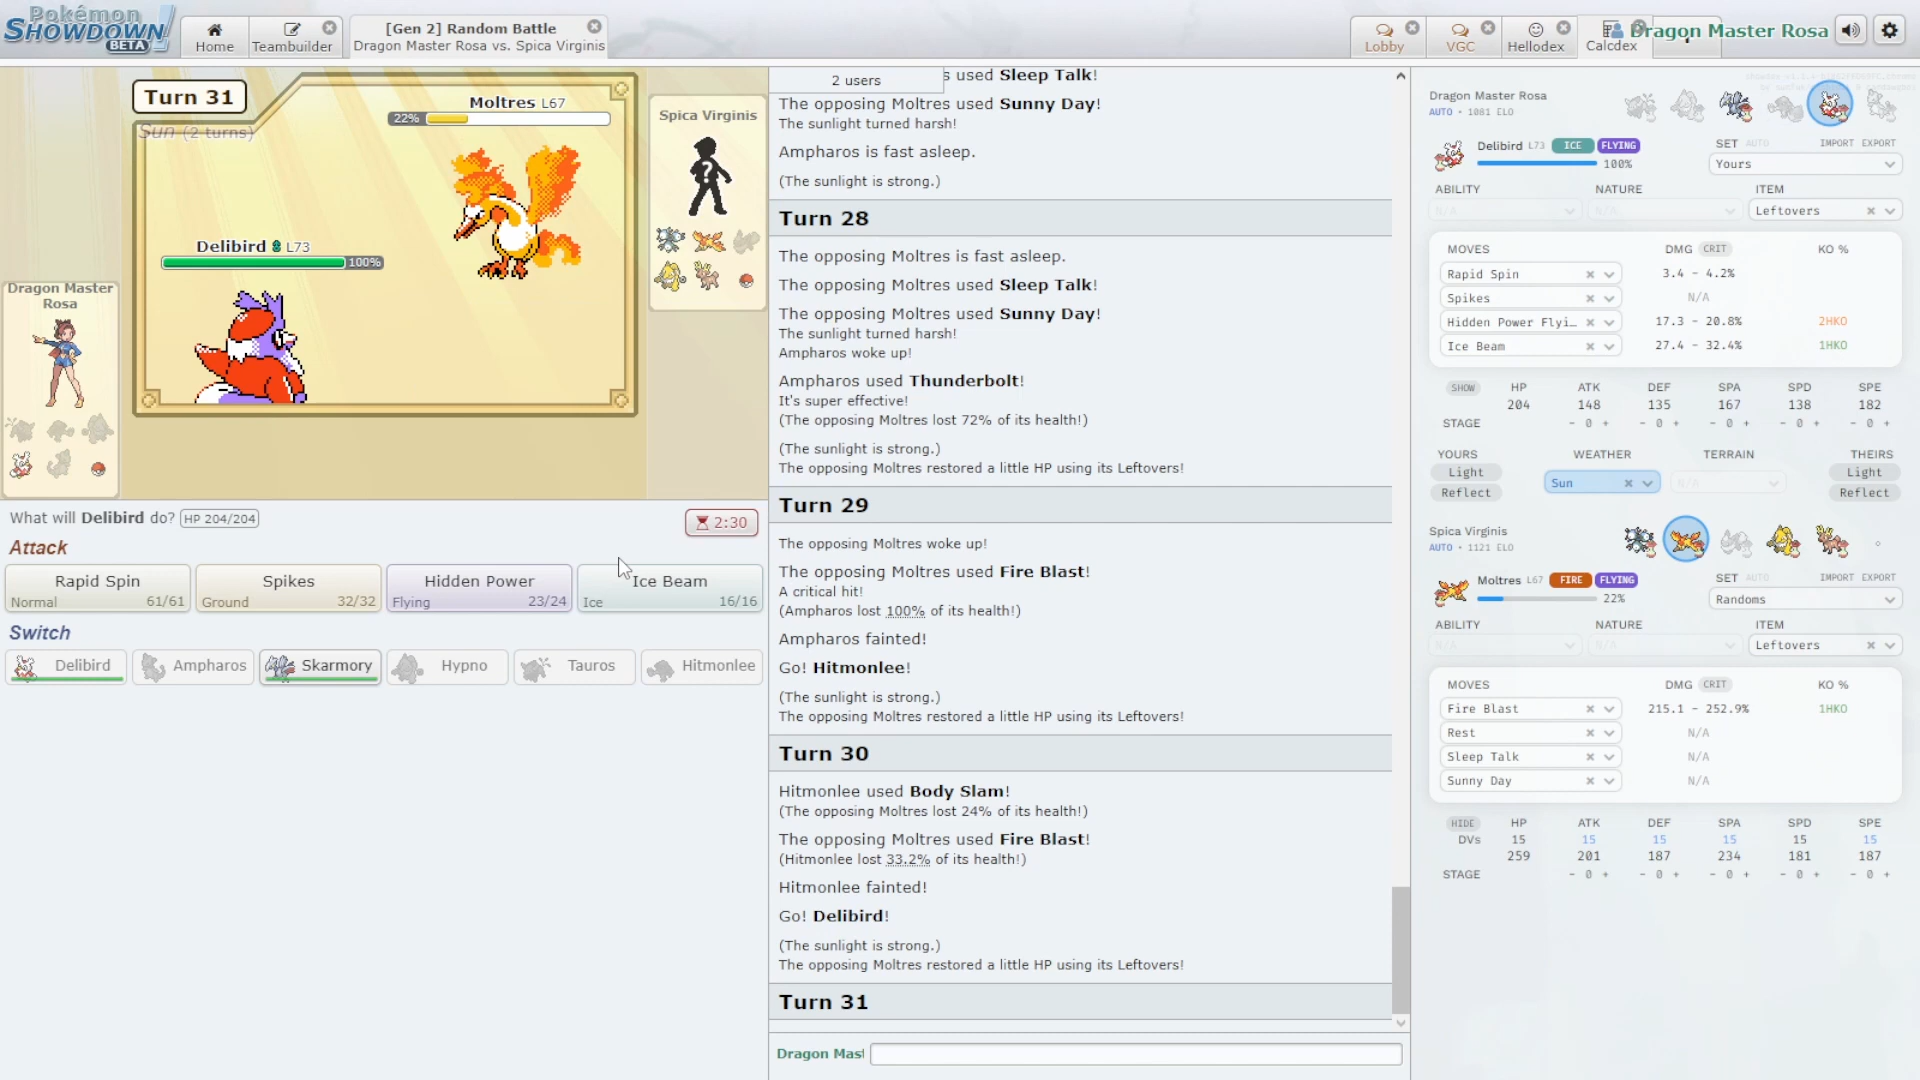 Pokémon
SHOWDOWN
BETA
Home
Teambuilder
[Gen 2] Random Battle
Dragon Master Rosa vs. Spica Virginis
Lobby
VGC
Hellodex
Calcdex
Dragon Master Rosa
Turn 31
Sun (2 turns)
Moltres L67
22%
Delibird L73
100%
Spica Virginis
?
Dragon Master
Rosa
What will Delibird do? HP 204/204
2:30
Attack
Rapid Spin
Normal 61/61
Spikes
Ground 32/32
Hidden Power
Flying 23/24
Ice Beam
Ice 16/16
Switch
Delibird
Ampharos
Skarmory
Hypno
Tauros
Hitmonlee
2 users
s used Sleep Talk!
The opposing Moltres used Sunny Day!
The sunlight turned harsh!
Ampharos is fast asleep.
(The sunlight is strong.)
Turn 28
The opposing Moltres is fast asleep.
The opposing Moltres used Sleep Talk!
The opposing Moltres used Sunny Day!
The sunlight turned harsh!
Ampharos woke up!
Ampharos used Thunderbolt!
It's super effective!
(The opposing Moltres lost 72% of its health!)
(The sunlight is strong.)
The opposing Moltres restored a little HP using its Leftovers!
Turn 29
The opposing Moltres woke up!
The opposing Moltres used Fire Blast!
A critical hit!
(Ampharos lost 100% of its health!)
Ampharos fainted!
Go! Hitmonlee!
(The sunlight is strong.)
The opposing Moltres restored a little HP using its Leftovers!
Turn 30
Hitmonlee used Body Slam!
(The opposing Moltres lost 24% of its health!)
The opposing Moltres used Fire Blast!
(Hitmonlee lost 33.2% of its health!)
Hitmonlee fainted!
Go! Delibird!
(The sunlight is strong.)
The opposing Moltres restored a little HP using its Leftovers!
Turn 31
Dragon Mast
Dragon Master Rosa
AUTO • 1081 ELO
Delibird L73 ICE FLYING
100%
SET AUTO IMPORT EXPORT
Yours
ABILITY NATURE ITEM
N/A N/A Leftovers
MOVES DMG CRIT KO %
Rapid Spin 3.4 - 4.2%
Spikes N/A
Hidden Power Flyi… 17.3 - 20.8% 2HKO
Ice Beam 27.4 - 32.4% 1HKO
SHOW HP ATK DEF SPA SPD SPE
204 148 135 167 138 182
STAGE - 0 + - 0 + - 0 + - 0 + - 0 +
YOURS WEATHER TERRAIN THEIRS
Light Sun N/A Light
Reflect Reflect
Spica Virginis
AUTO • 1121 ELO
Moltres L67 FIRE FLYING
22%
SET AUTO IMPORT EXPORT
Randoms
ABILITY NATURE ITEM
N/A N/A Leftovers
MOVES DMG CRIT KO %
Fire Blast 215.1 - 252.9% 1HKO
Rest N/A
Sleep Talk N/A
Sunny Day N/A
HIDE HP ATK DEF SPA SPD SPE
DVs 15 15 15 15 15 15
259 201 187 234 181 187
STAGE - 0 + - 0 + - 0 + - 0 + - 0 +